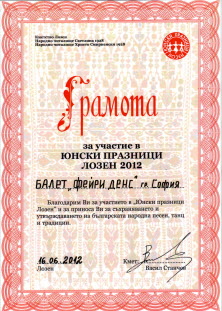 Кметство Лозен
Народно читалище Светлина 1928
Народно читалище Христо Смирненски 1928
Грамота
за участие в
ЮНСКИ ПРАЗНИЦИ
ЛОЗЕН 2012
БАЛЕТ „ФЕЙРИ ДЕНС" гр. София
Благодарим Ви за участието в „Юнски празници
Лозен" и за приноса Ви за съхраняването и
утвърждаването на българската народна песен, танц
и традиции.
16.06.2012
Лозен
Кмет:
Васил Станчев